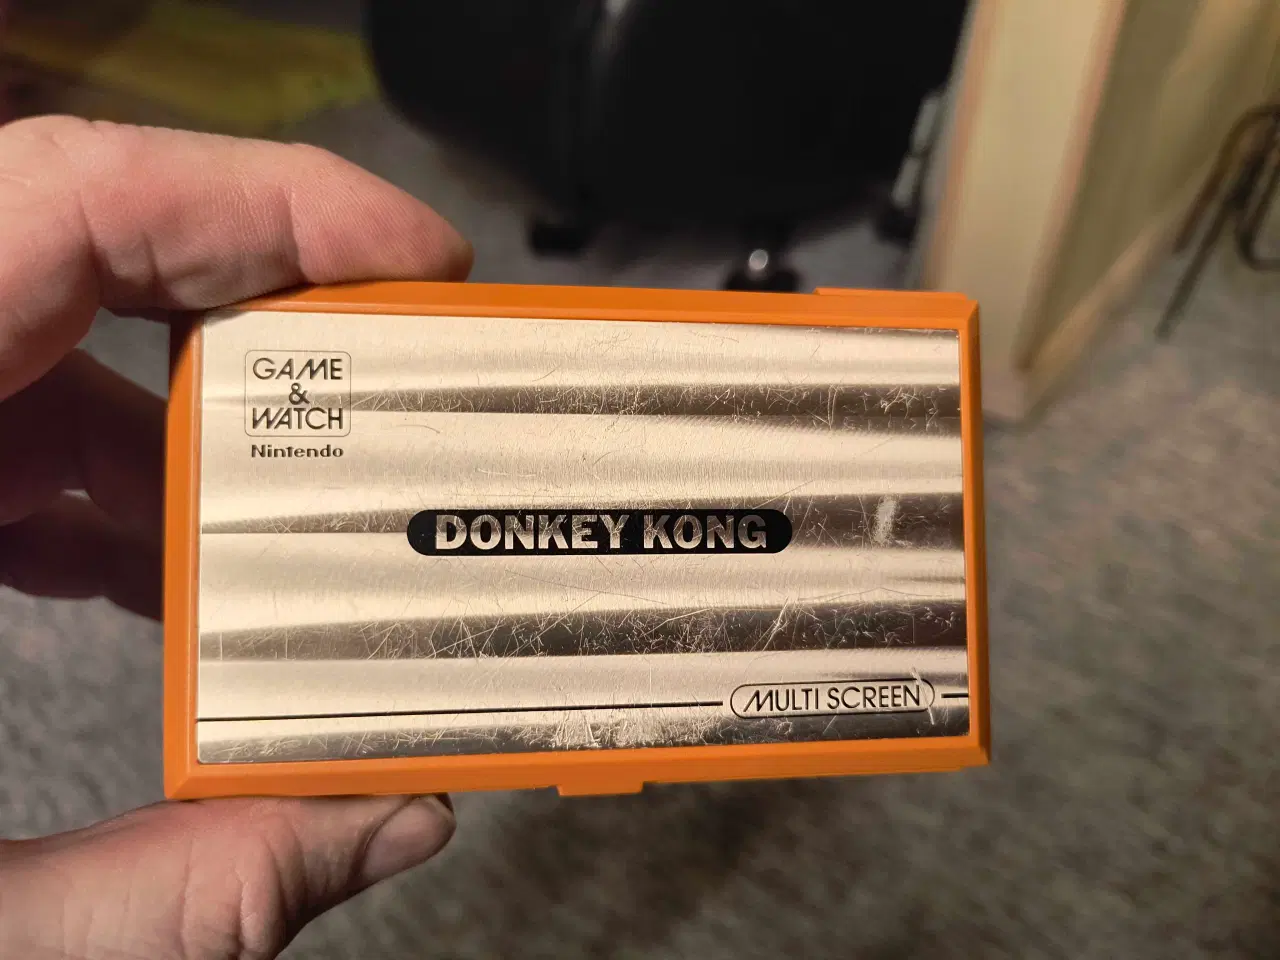 GAME
&
WATCH
Nintendo
DONKEY KONG
MULTI SCREEN